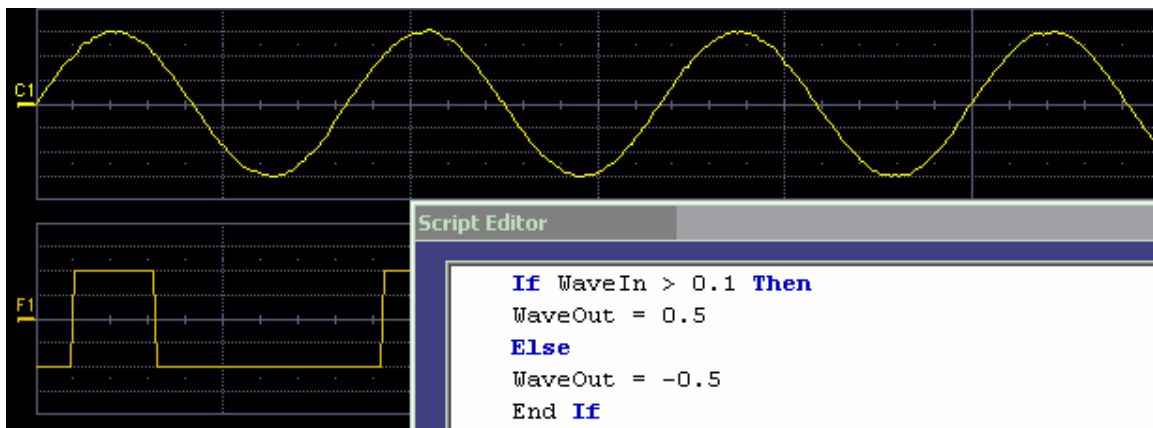 C1
F1
Script Editor
If WaveIn > 0.1 Then
WaveOut = 0.5
Else
WaveOut = -0.5
End If